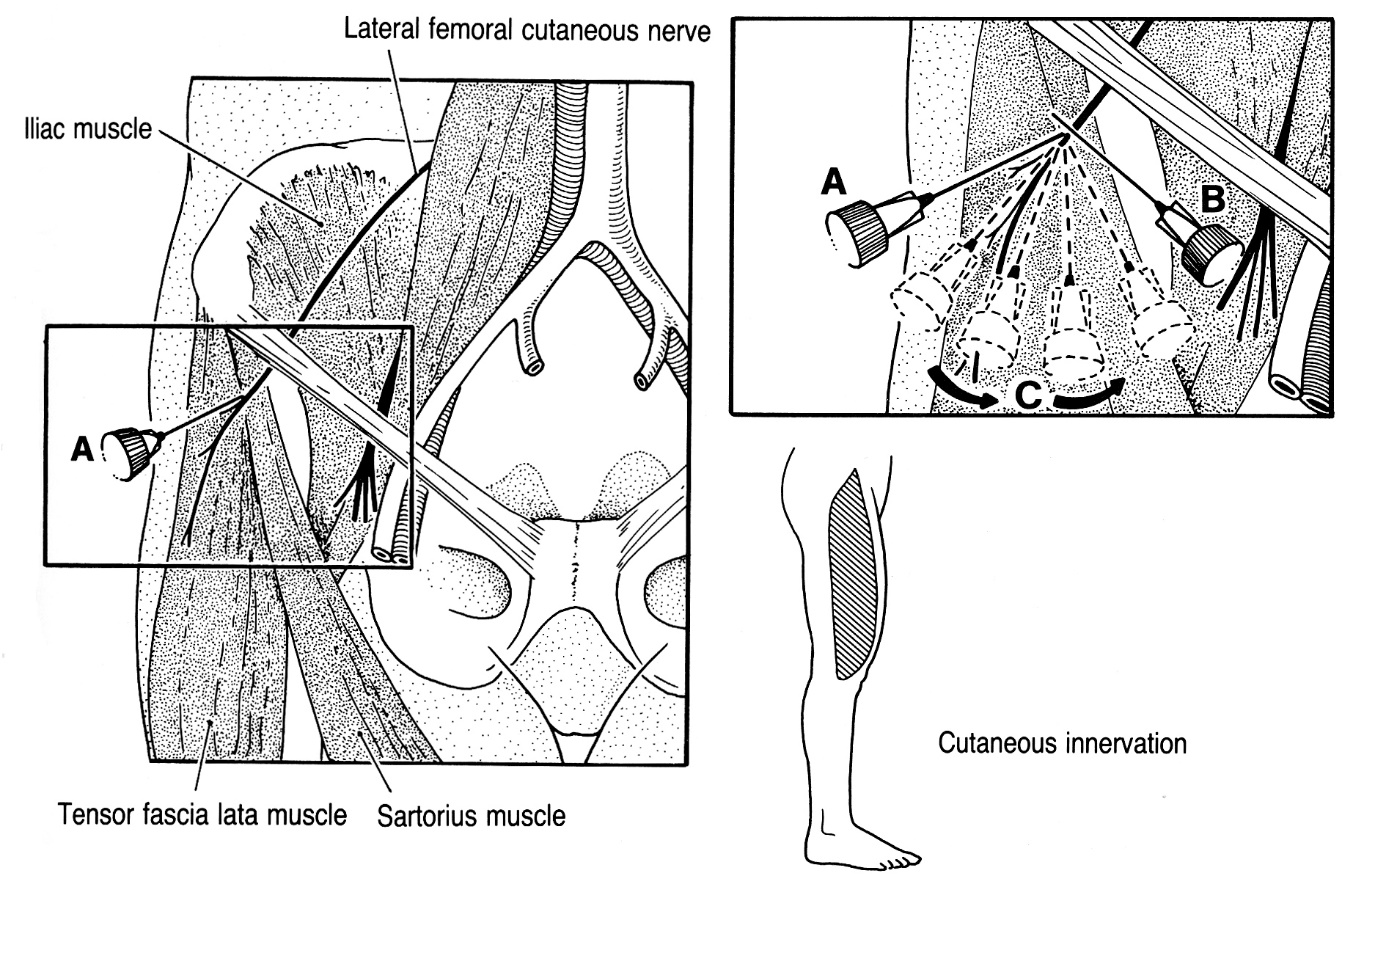 Lateral femoral cutaneous nerve
Iliac muscle
A
Tensor fascia lata muscle
Sartorius muscle
A
B
C
Cutaneous innervation